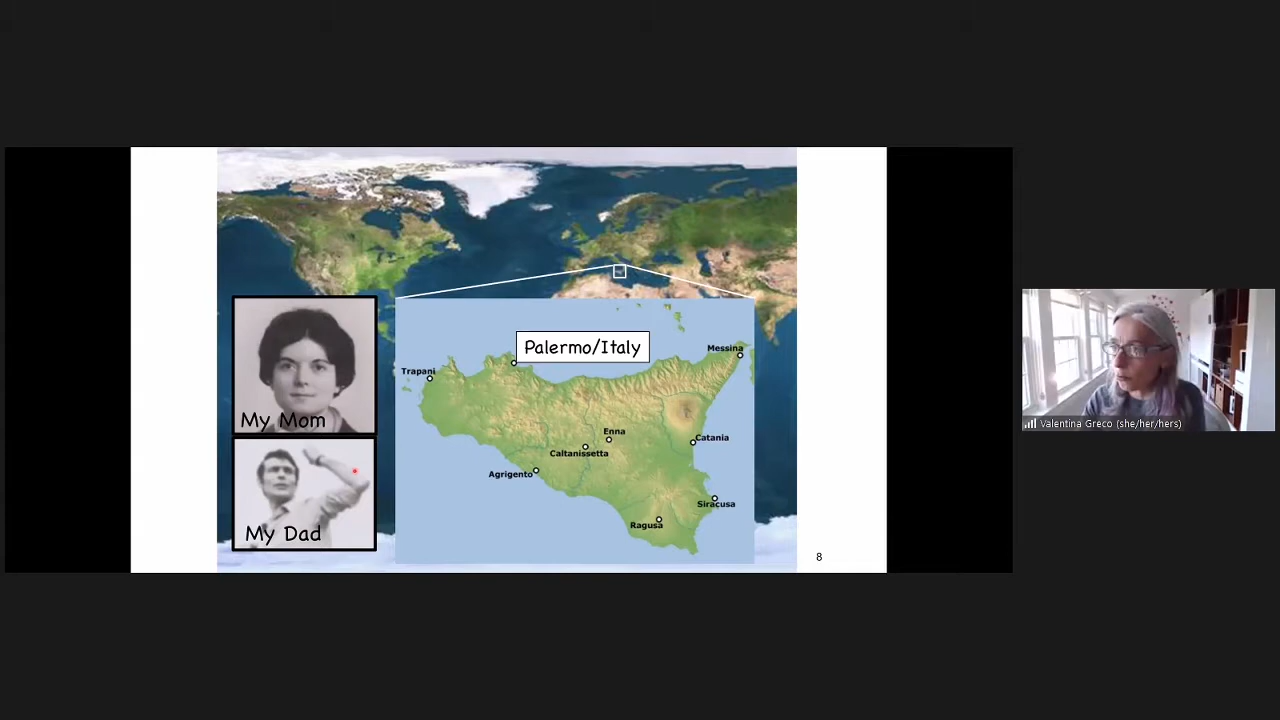 Palermo/Italy
Messina
Trapani
My Mom
Enna
Catania
Caltanissetta
Agrigento
Siracusa
Ragusa
My Dad
8
Valentina Greco (she/her/hers)